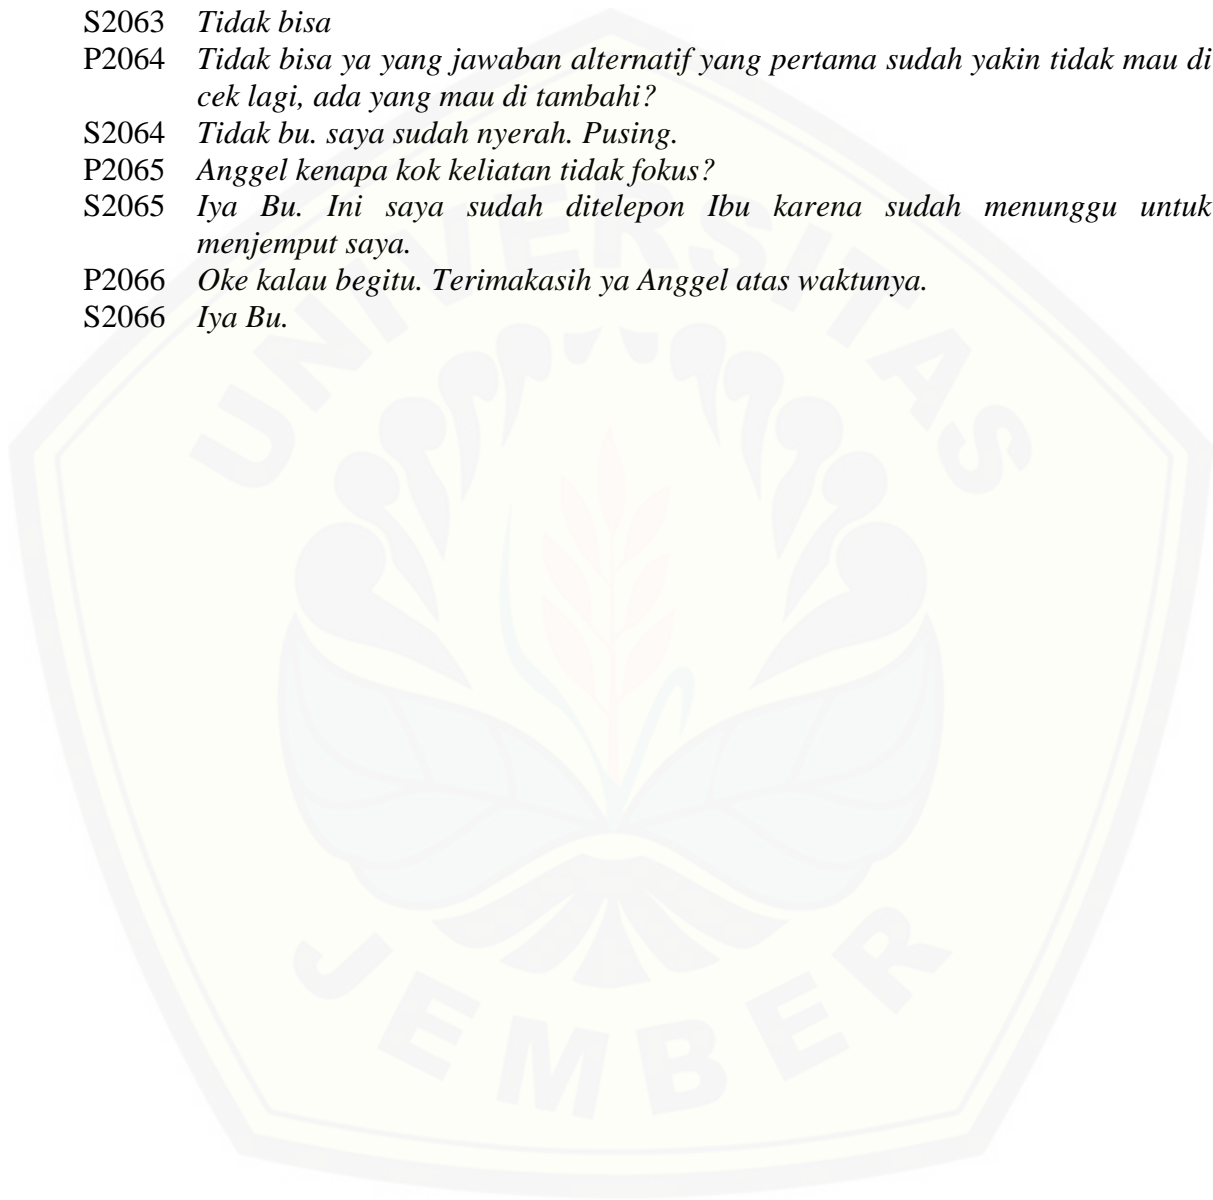 S2063 Tidak bisa
P2064 Tidak bisa ya yang jawaban alternatif yang pertama sudah yakin tidak mau di
cek lagi, ada yang mau di tambahi?
S2064 Tidak bu. saya sudah nyerah. Pusing.
P2065 Anggel kenapa kok keliatan tidak fokus?
S2065 Iya Bu. Ini saya sudah ditelepon Ibu karena sudah menunggu untuk
menjemput saya.
P2066 Oke kalau begitu. Terimakasih ya Anggel atas waktunya.
S2066 Iya Bu.
UNIVERSITAS
JEMBER